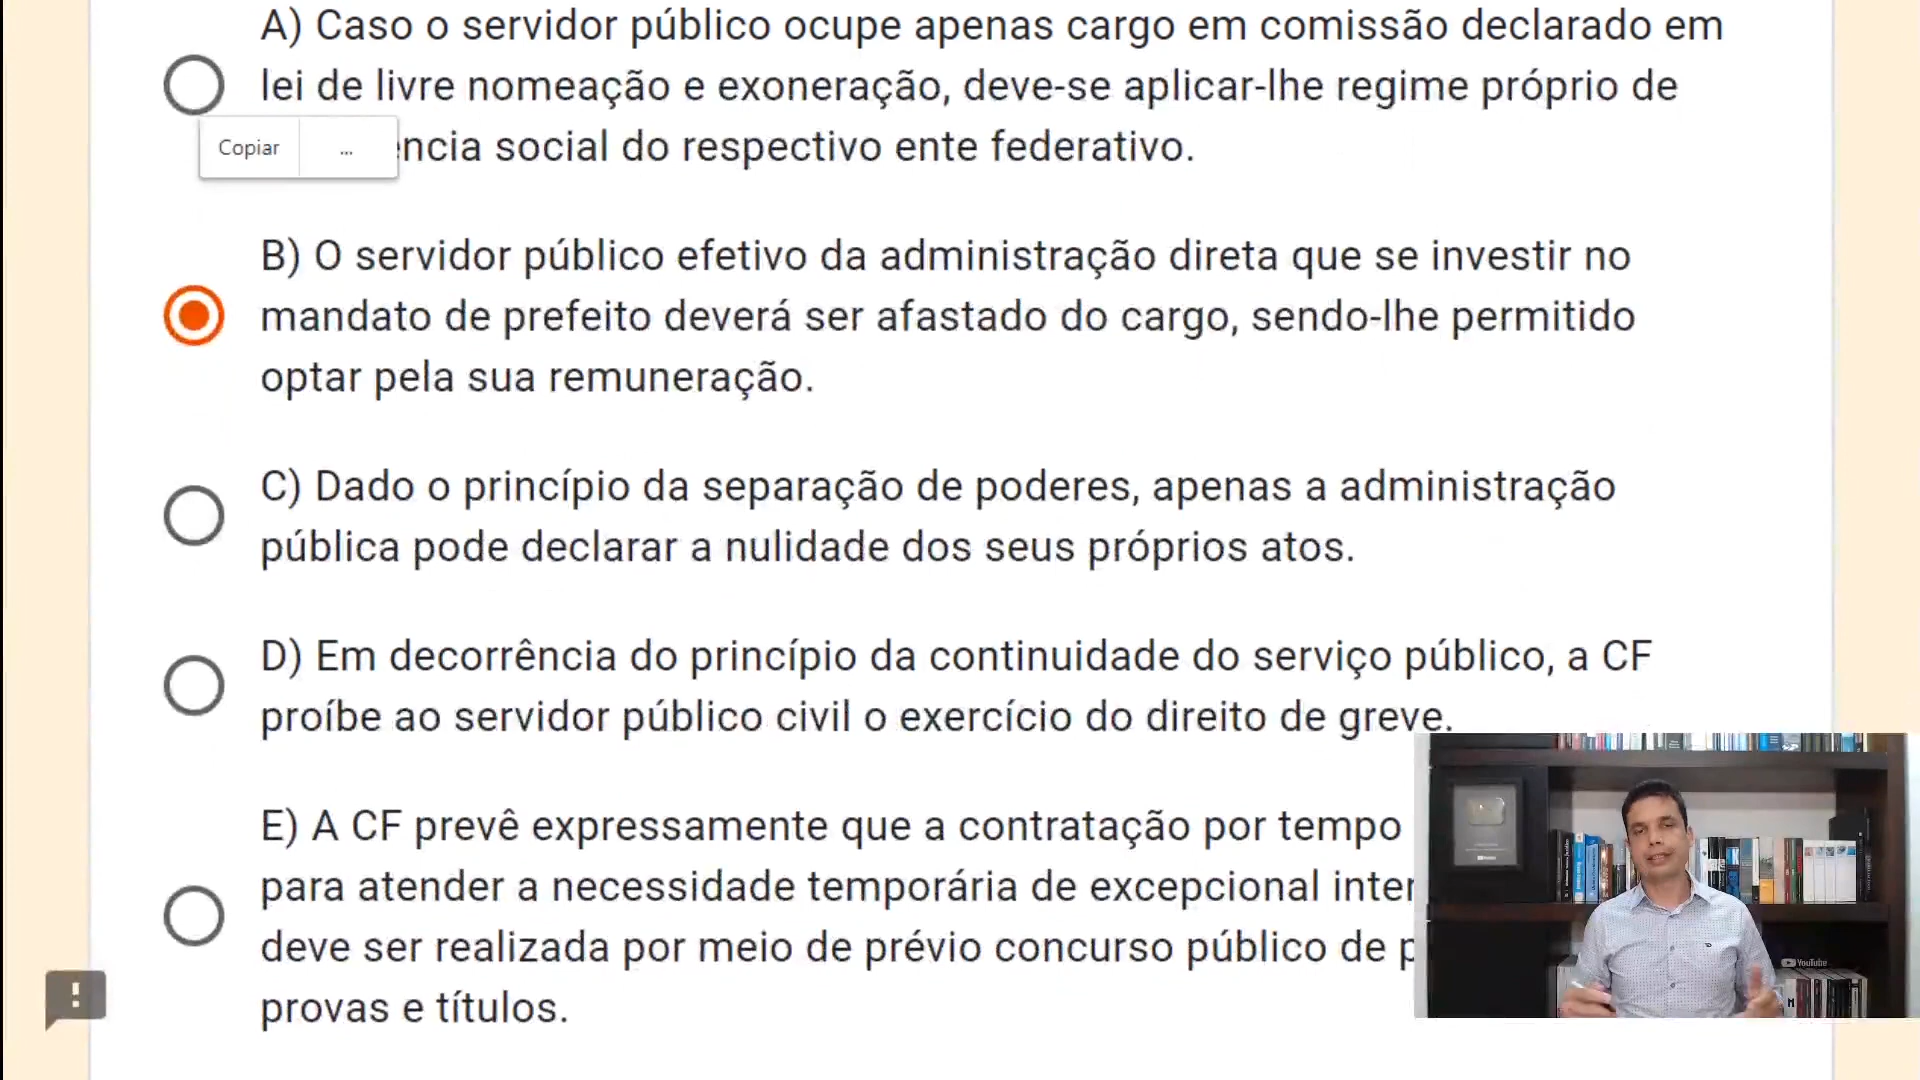 A) Caso o servidor público ocupe apenas cargo em comissão declarado em
lei de livre nomeação e exoneração, deve-se aplicar-lhe regime próprio de
Copiar ... ência social do respectivo ente federativo.
B) O servidor público efetivo da administração direta que se investir no
mandato de prefeito deverá ser afastado do cargo, sendo-lhe permitido
optar pela sua remuneração.
C) Dado o princípio da separação de poderes, apenas a administração
pública pode declarar a nulidade dos seus próprios atos.
D) Em decorrência do princípio da continuidade do serviço público, a CF
proíbe ao servidor público civil o exercício do direito de greve.
E) A CF prevê expressamente que a contratação por tempo
para atender a necessidade temporária de excepcional inter
deve ser realizada por meio de prévio concurso público de p
provas e títulos.
!
YouTube